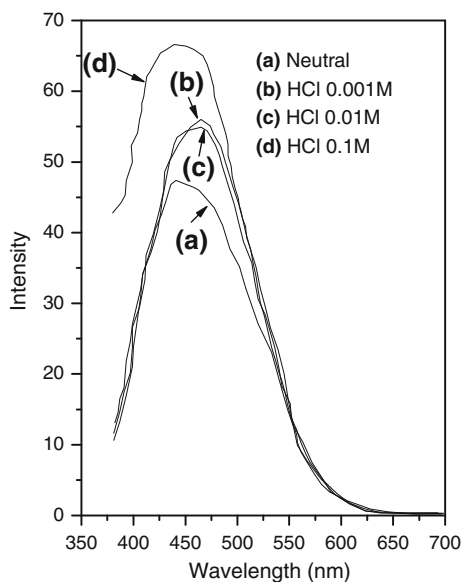 70
60
50
40
30
20
10
0
Intensity
350 400 450 500 550 600 650 700
Wavelength (nm)
(a) Neutral
(b) HCl 0.001M
(c) HCl 0.01M
(d) HCl 0.1M
(d)
(b)
(c)
(a)